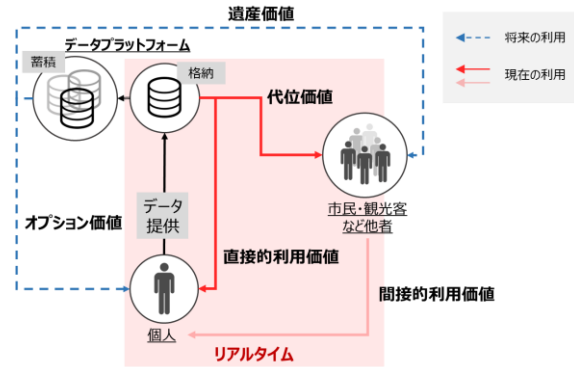 遺産価値
データプラットフォーム
蓄積
格納
代位価値
将来の利用
現在の利用
データ
提供
オプション価値
市民・観光客
など他者
直接的利用価値
間接的利用価値
個人
リアルタイム